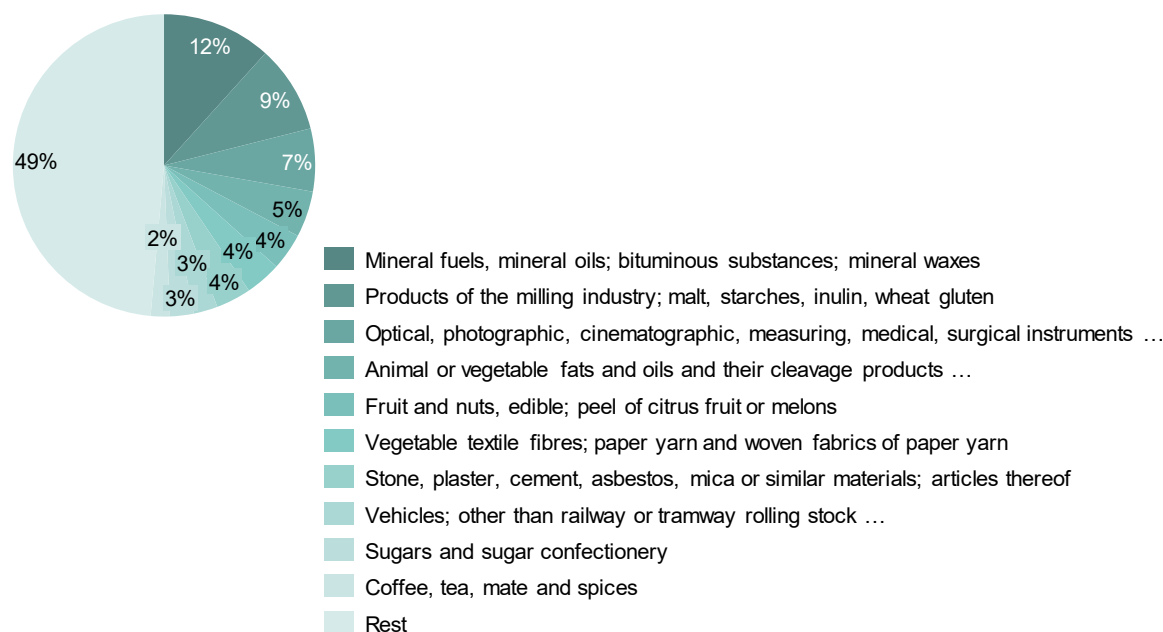 12%
9%
7%
49%
5%
4%
2%
4%
3%
4%
3%
Mineral fuels, mineral oils; bituminous substances; mineral waxes
Products of the milling industry; malt, starches, inulin, wheat gluten
Optical, photographic, cinematographic, measuring, medical, surgical instruments …
Animal or vegetable fats and oils and their cleavage products …
Fruit and nuts, edible; peel of citrus fruit or melons
Vegetable textile fibres; paper yarn and woven fabrics of paper yarn
Stone, plaster, cement, asbestos, mica or similar materials; articles thereof
Vehicles; other than railway or tramway rolling stock …
Sugars and sugar confectionery
Coffee, tea, mate and spices
Rest